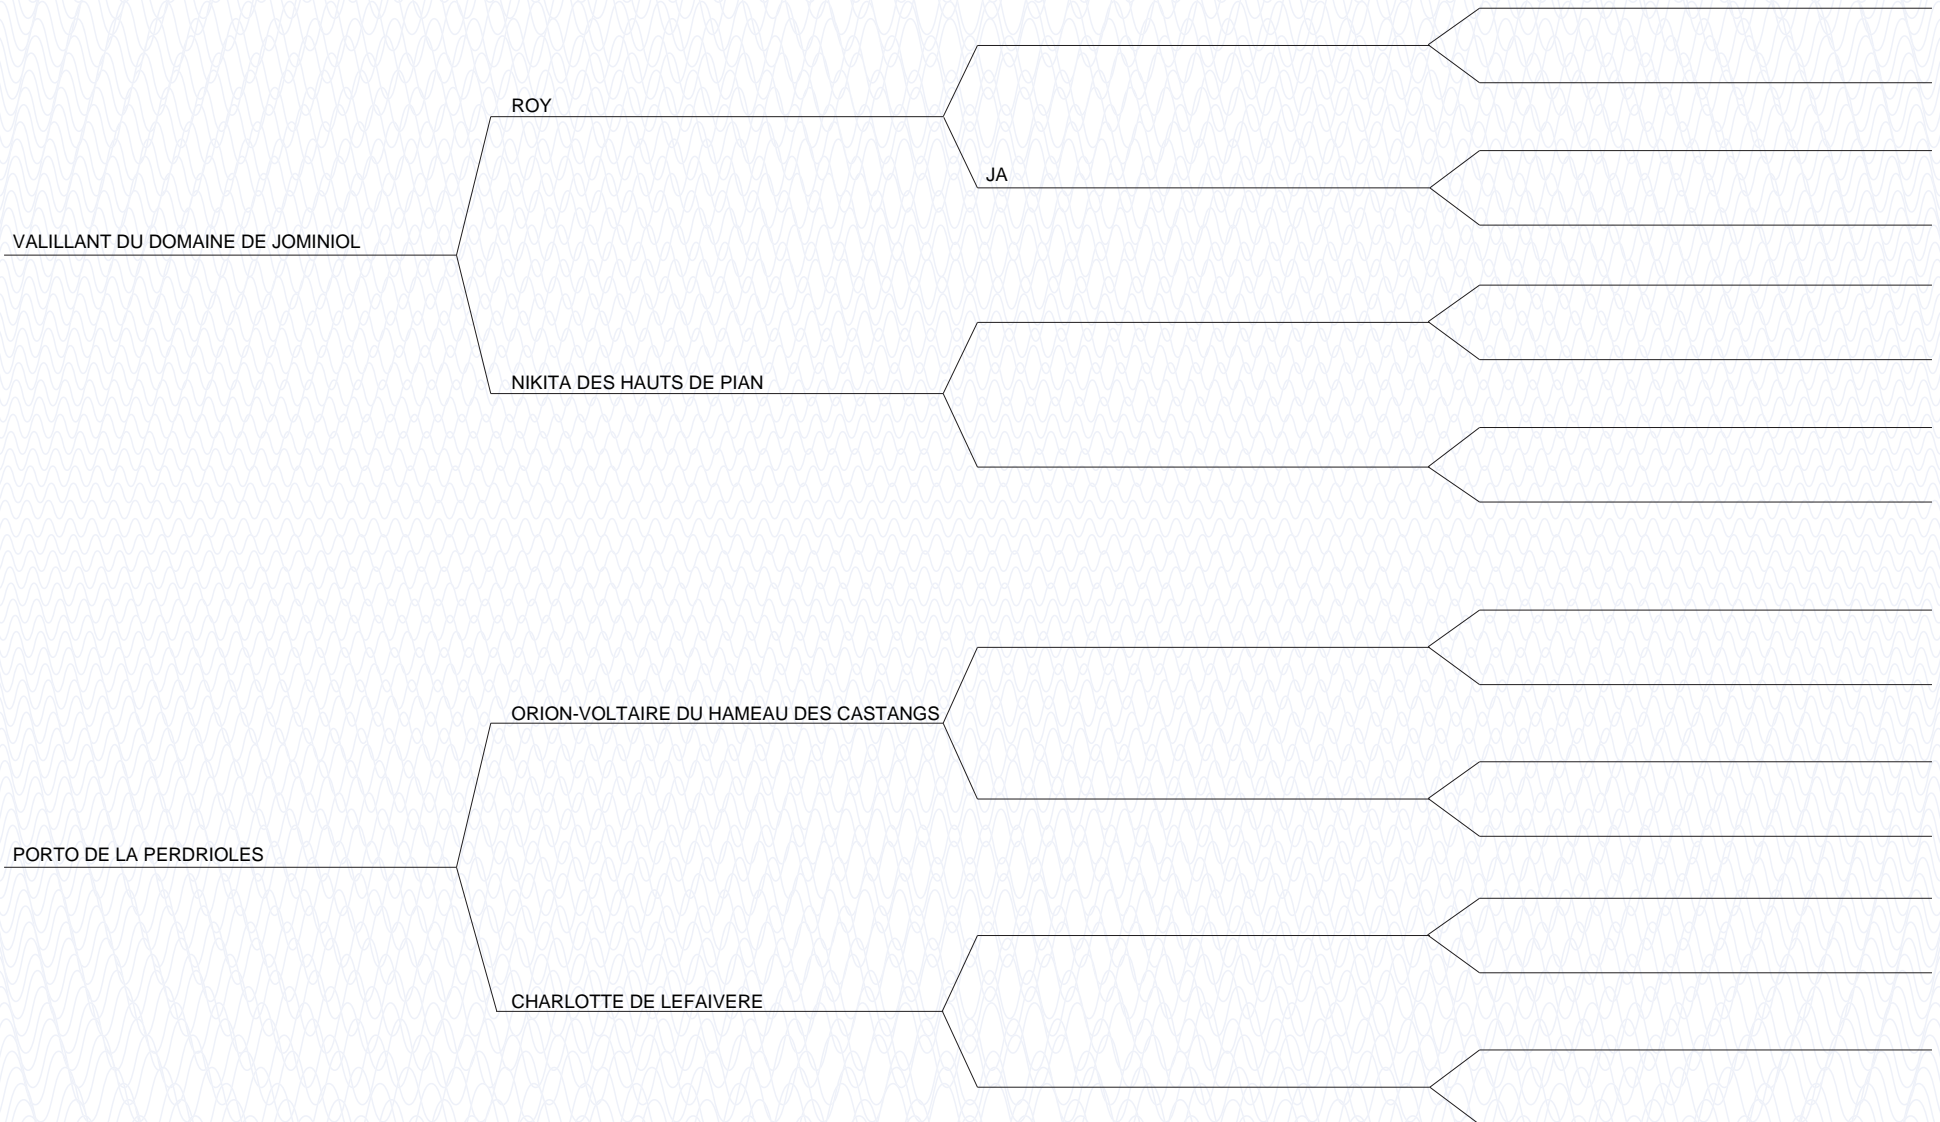 ROY
JA
VALILLANT DU DOMAINE DE JOMINIOL
NIKITA DES HAUTS DE PIAN
ORION-VOLTAIRE DU HAMEAU DES CASTANGS
PORTO DE LA PERDRIOLES
CHARLOTTE DE LEFAIVERE